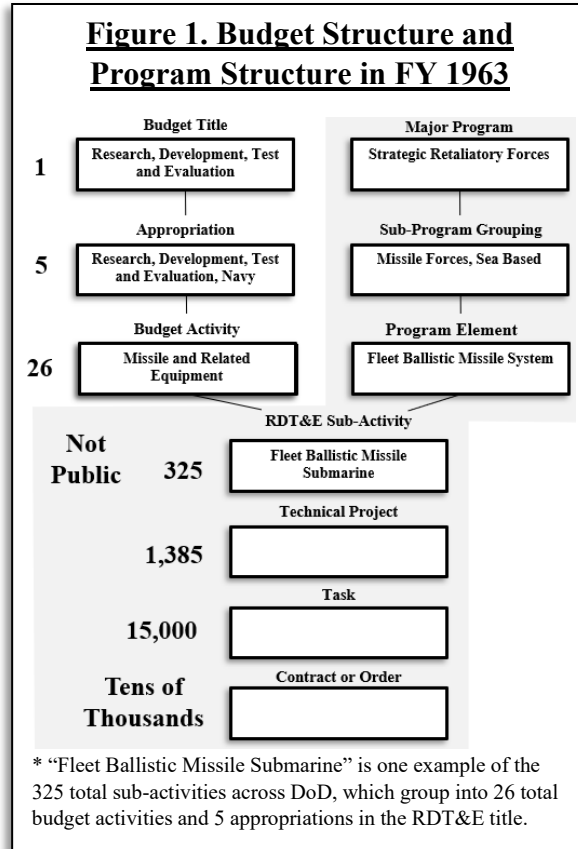 Figure 1. Budget Structure and
Program Structure in FY 1963
Budget Title
1
Research, Development, Test
and Evaluation
Major Program
Strategic Retaliatory Forces
Appropriation
5
Research, Development, Test
and Evaluation, Navy
Sub-Program Grouping
Missile Forces, Sea Based
Budget Activity
26
Missile and Related
Equipment
Program Element
Fleet Ballistic Missile System
RDT&E Sub-Activity
Not
Public
325
Fleet Ballistic Missile
Submarine
Technical Project
1,385
Task
15,000
Contract or Order
Tens of
Thousands
* “Fleet Ballistic Missile Submarine” is one example of the
325 total sub-activities across DoD, which group into 26 total
budget activities and 5 appropriations in the RDT&E title.